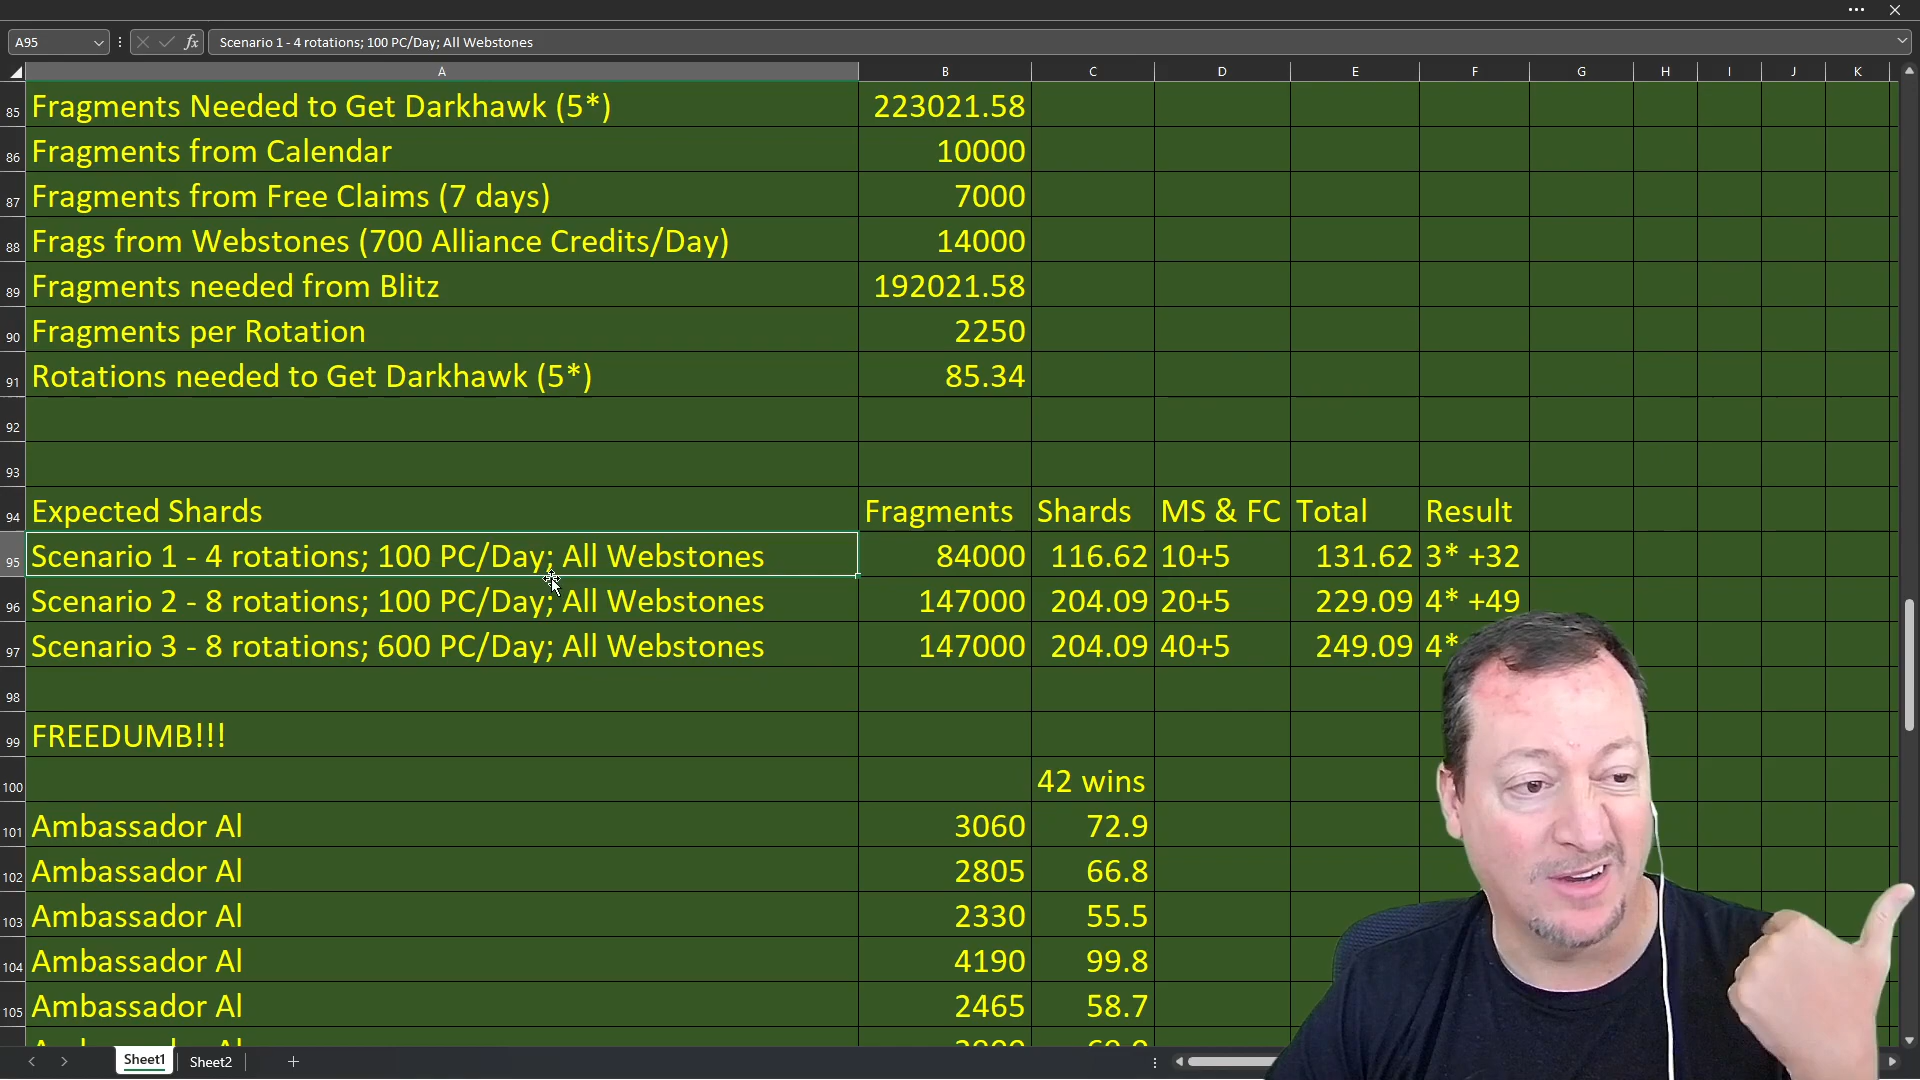 A95
Scenario 1 - 4 rotations; 100 PC/Day; All Webstones
A B C D E F G H I J K
85 Fragments Needed to Get Darkhawk (5*) 223021.58
86 Fragments from Calendar 10000
87 Fragments from Free Claims (7 days) 7000
88 Frags from Webstones (700 Alliance Credits/Day) 14000
89 Fragments needed from Blitz 192021.58
90 Fragments per Rotation 2250
91 Rotations needed to Get Darkhawk (5*) 85.34
92
93
94 Expected Shards Fragments Shards MS & FC Total Result
95 Scenario 1 - 4 rotations; 100 PC/Day; All Webstones 84000 116.62 10+5 131.62 3* +32
96 Scenario 2 - 8 rotations; 100 PC/Day; All Webstones 147000 204.09 20+5 229.09 4* +49
97 Scenario 3 - 8 rotations; 600 PC/Day; All Webstones 147000 204.09 40+5 249.09 4*
98
99 FREEDUMB!!!
100 42 wins
101 Ambassador Al 3060 72.9
102 Ambassador Al 2805 66.8
103 Ambassador Al 2330 55.5
104 Ambassador Al 4190 99.8
105 Ambassador Al 2465 58.7
Sheet1 Sheet2